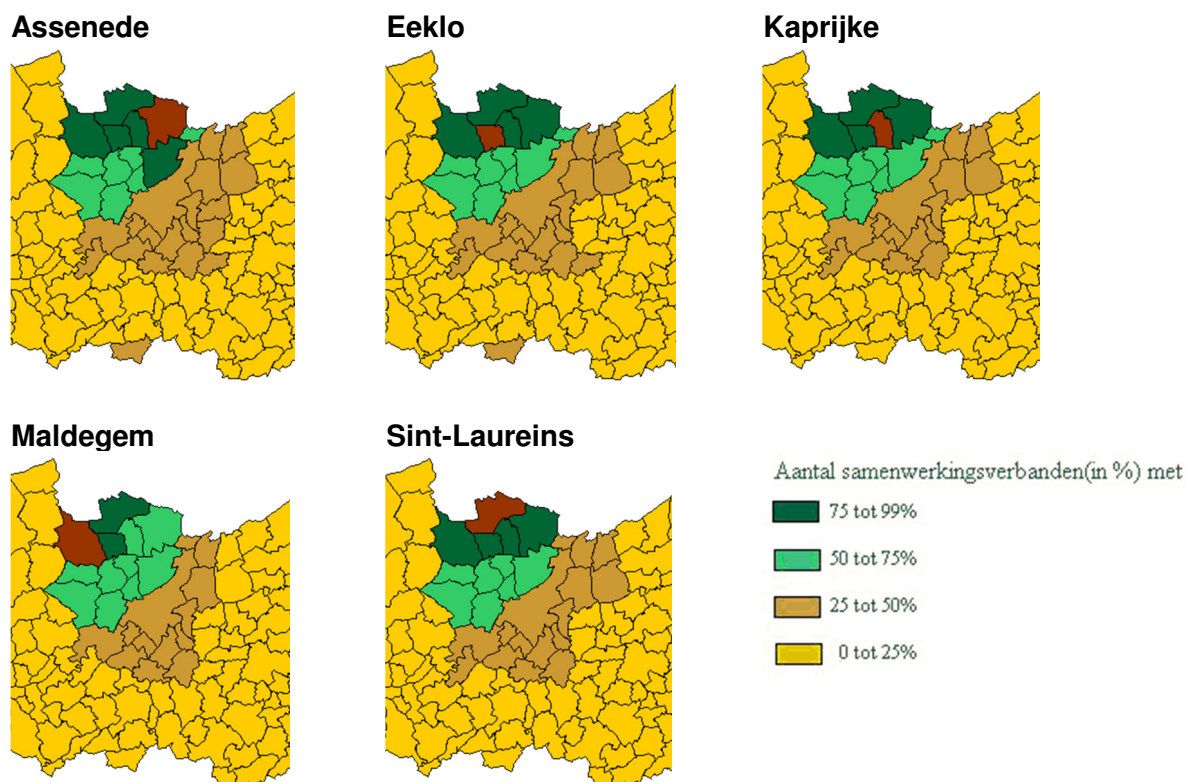 Assenede
Eeklo
Kaprijke
Maldegem
Sint-Laureins
Aantal samenwerkingsverbanden(in %) met
75 tot 99%
50 tot 75%
25 tot 50%
0 tot 25%